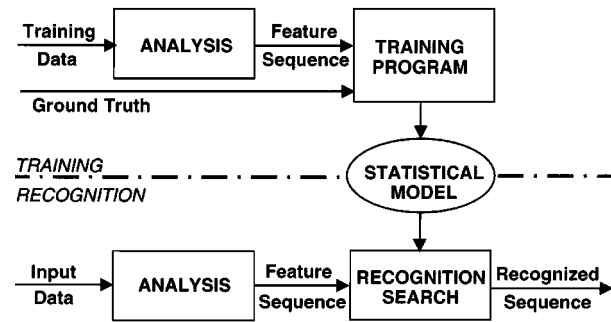 Training
Data
ANALYSIS
Feature
Sequence
TRAINING
PROGRAM
Ground Truth
TRAINING
RECOGNITION
STATISTICAL
MODEL
Input
Data
ANALYSIS
Feature
Sequence
RECOGNITION
SEARCH
Recognized
Sequence